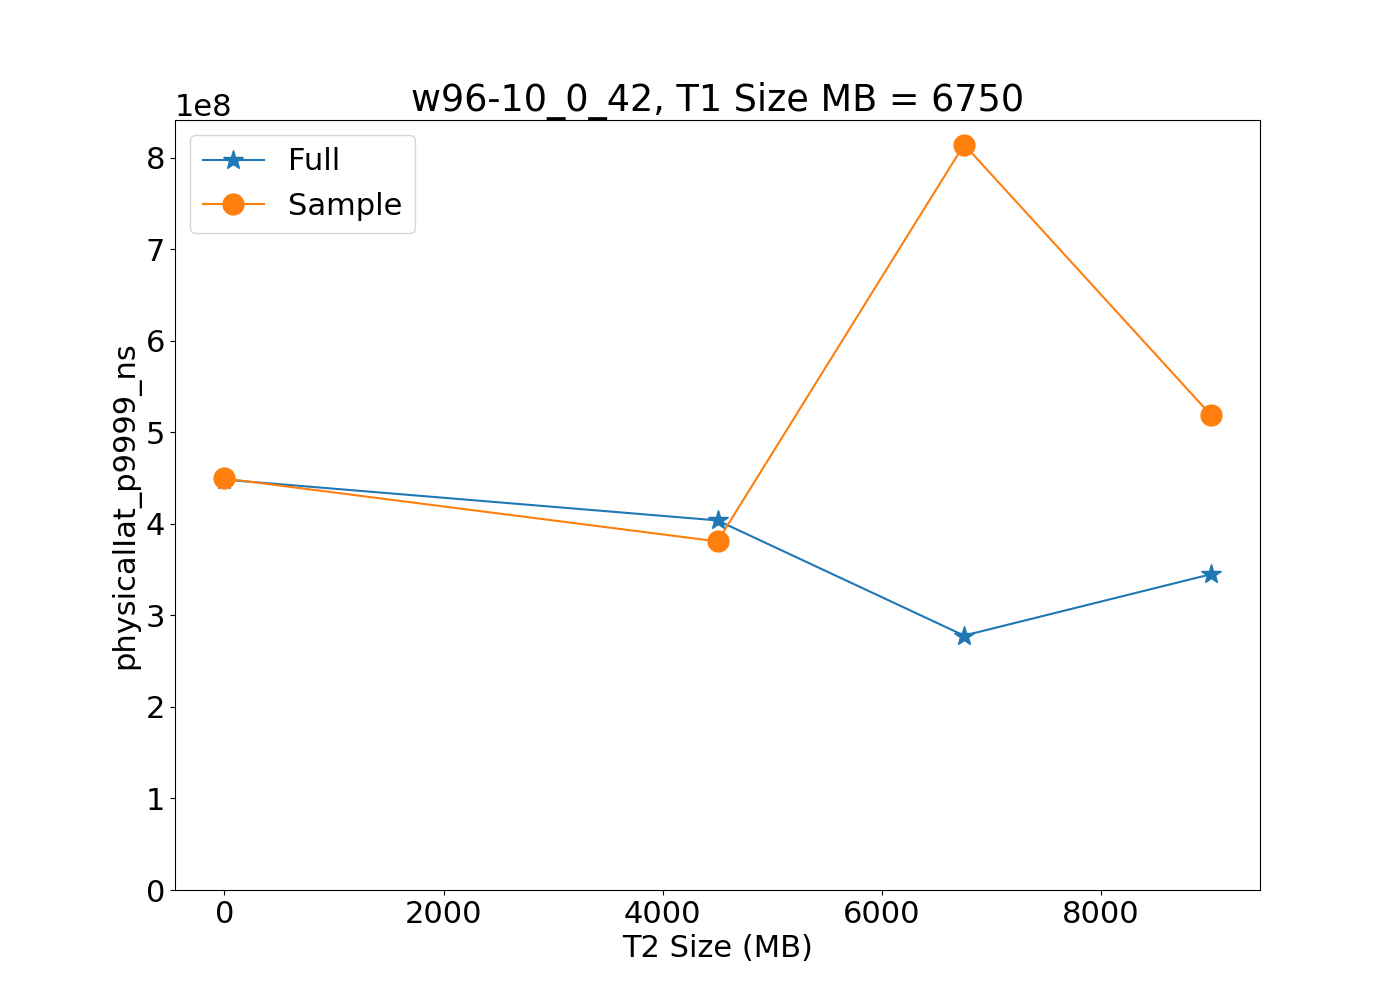 w96-10_0_42, T1 Size MB = 6750
1e8
Full
Sample
8
7
6
5
4
3
2
1
0
physicallat_p9999_ns
0 2000 4000 6000 8000
T2 Size (MB)